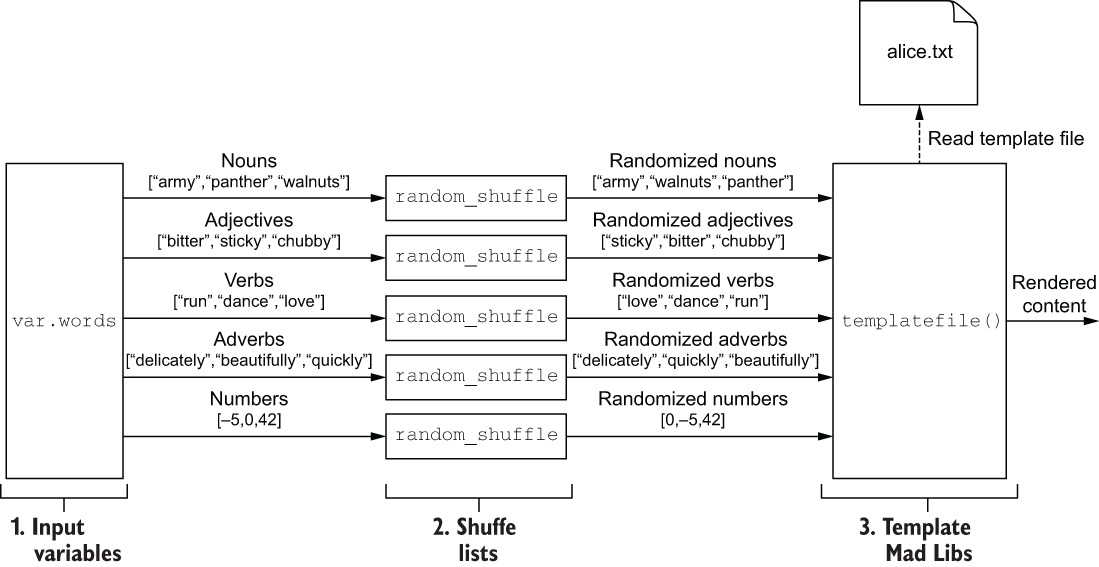 alice.txt
Read template file
Nouns
[“army”,“panther”,“walnuts”]
random_shuffle
Randomized nouns
[“army”,“walnuts”,“panther”]
Adjectives
[“bitter”,“sticky”,“chubby”]
random_shuffle
Randomized adjectives
[“sticky”,“bitter”,“chubby”]
Verbs
[“run”,“dance”,“love”]
random_shuffle
Randomized verbs
[“love”,“dance”,“run”]
var.words
templatefile()
Rendered
content
Adverbs
[“delicately”,“beautifully”,“quickly”]
random_shuffle
Randomized adverbs
[“delicately”,“quickly”,“beautifully”]
Numbers
[–5,0,42]
random_shuffle
Randomized numbers
[0,–5,42]
1. Input
variables
2. Shuffe
lists
3. Template
Mad Libs